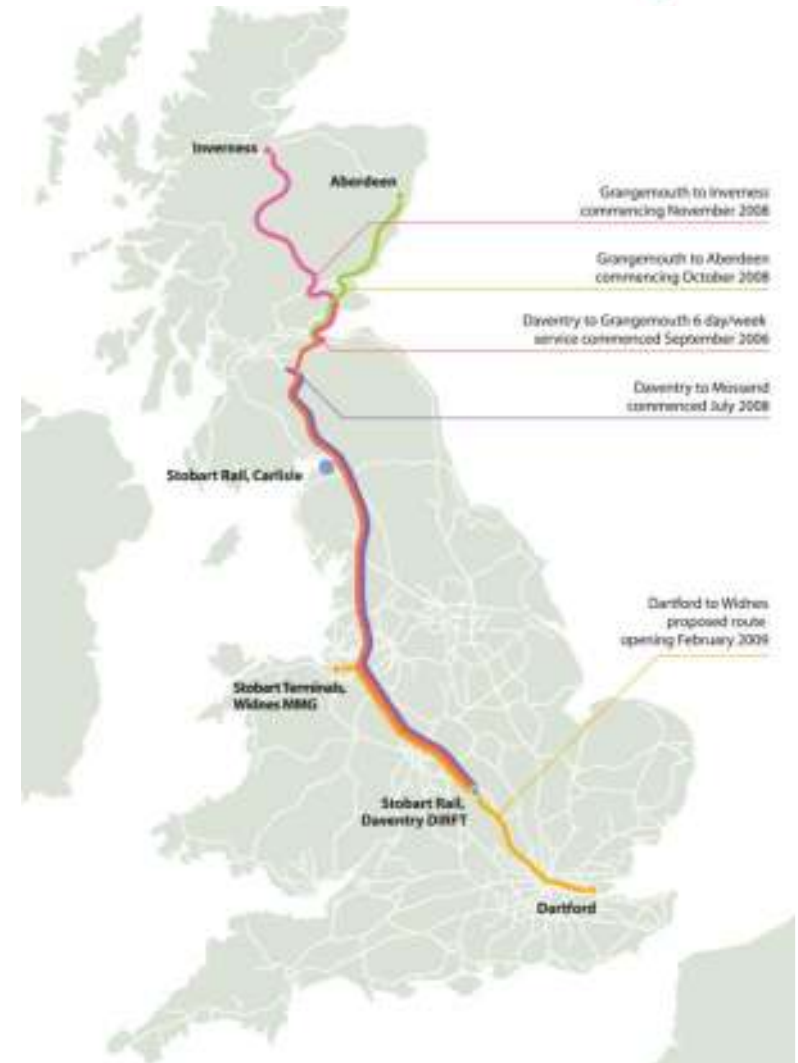 Inverness
Aberdeen
Grangemouth to Inverness
commencing November 2008
Grangemouth to Aberdeen
commencing October 2008
Daventry to Grangemouth 6 day/week
service commenced September 2006
Daventry to Mossend
commenced July 2008
Stobart Rail, Carlisle
Dartford to Widnes
proposed route
opening February 2009
Stobart Terminals,
Widnes MMG
Stobart Rail,
Daventry DIRFT
Dartford